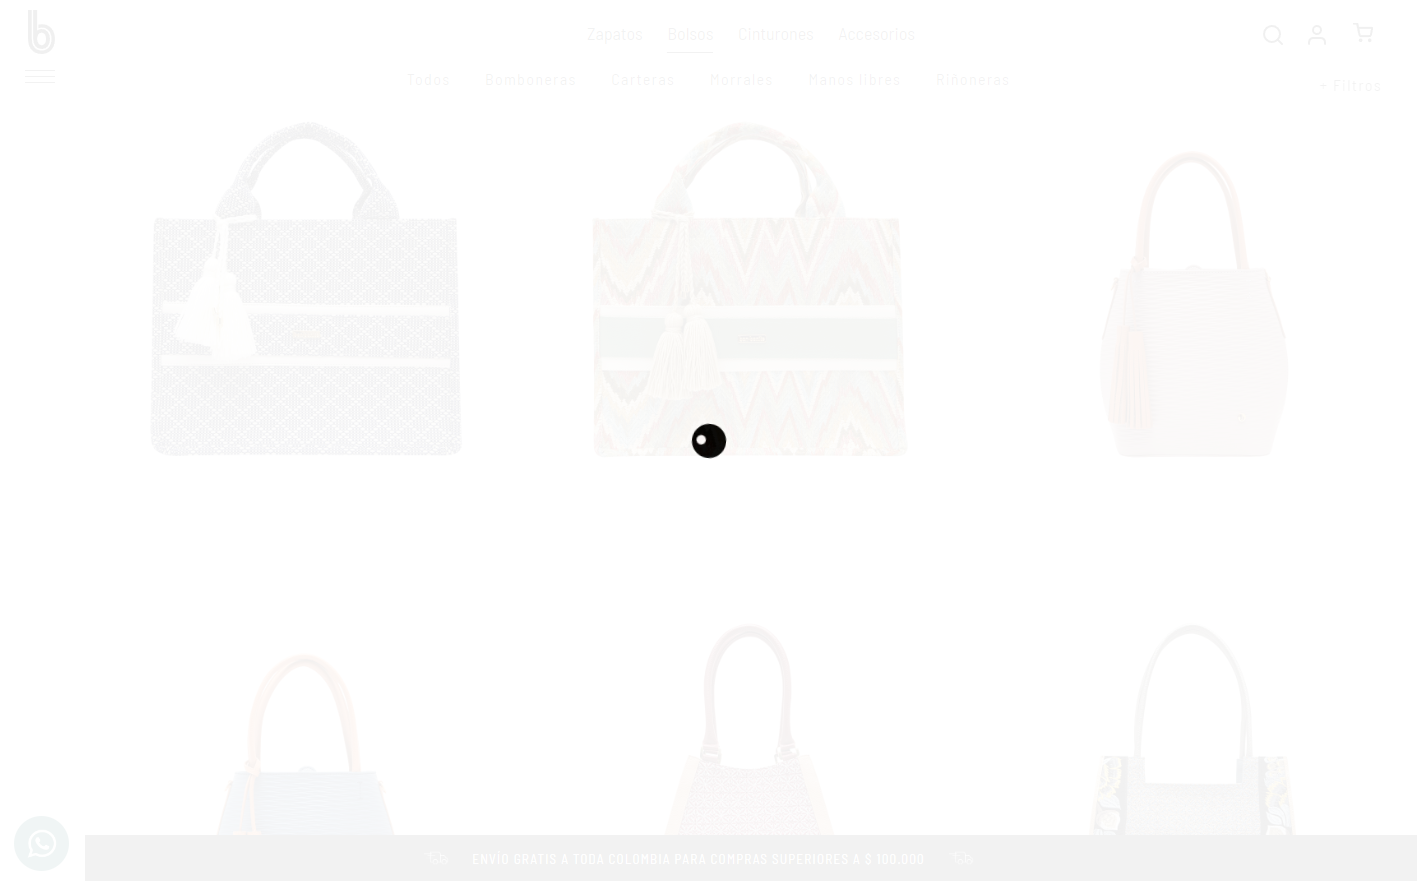 b
Zapatos Bolsos Cinturones Accesorios
Todos Bomboneras Carteras Morrales Manos libres Riñoneras
+ Filtros
ENVÍO GRATIS A TODA COLOMBIA PARA COMPRAS SUPERIORES A $ 100.000